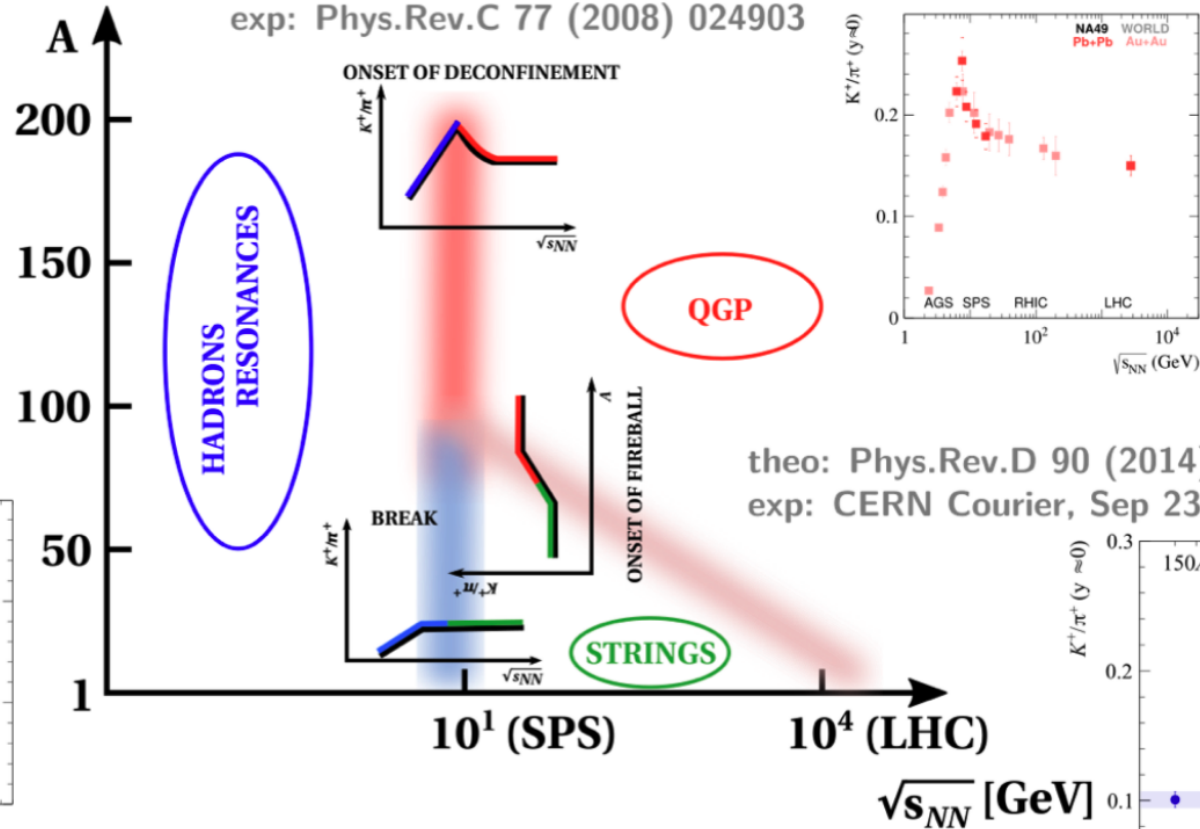 exp: Phys.Rev.C 77 (2008) 024903
A
200
150
100
50
1
ONSET OF DECONFINEMENT
K⁺/π⁺
√sNN
HADRONS
RESONANCES
QGP
A
ONSET OF FIREBALL
K⁺/π⁺
BREAK
K⁺/π⁺
√sNN
STRINGS
10¹ (SPS)
10⁴ (LHC)
√sNN [GeV]
K⁺/π⁺ (y≈0)
NA49 WORLD
Pb+Pb Au+Au
0.2
0.1
0
AGS SPS RHIC LHC
1
10²
10⁴
√sNN (GeV)
theo: Phys.Rev.D 90 (2014)
exp: CERN Courier, Sep 23
K⁺/π⁺ (y ≈0)
0.3
150
0.2
0.1